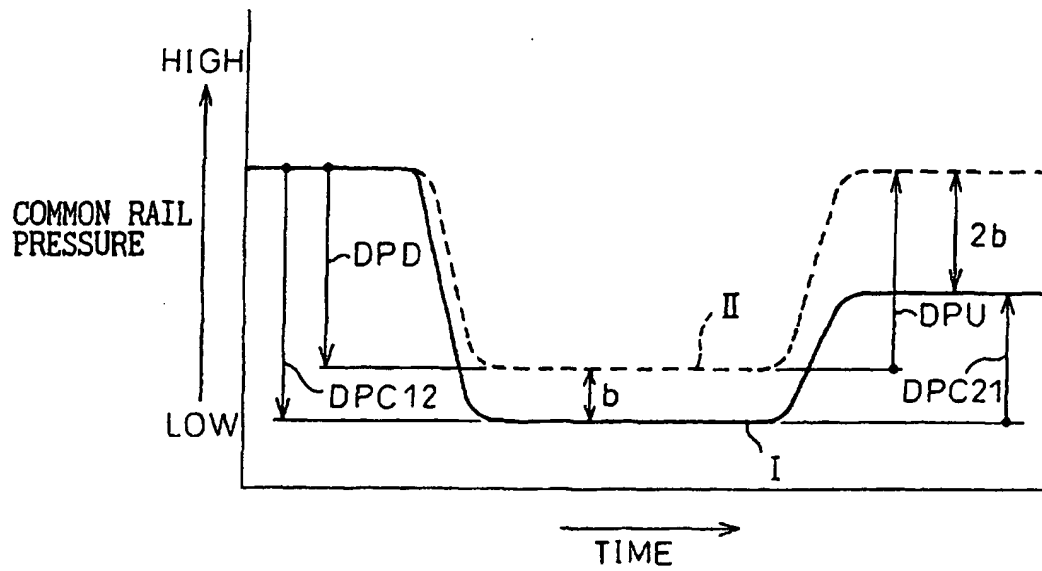 HIGH
COMMON RAIL
PRESSURE
LOW
DPD
DPC12
b
II
I
2b
DPU
DPC21
TIME